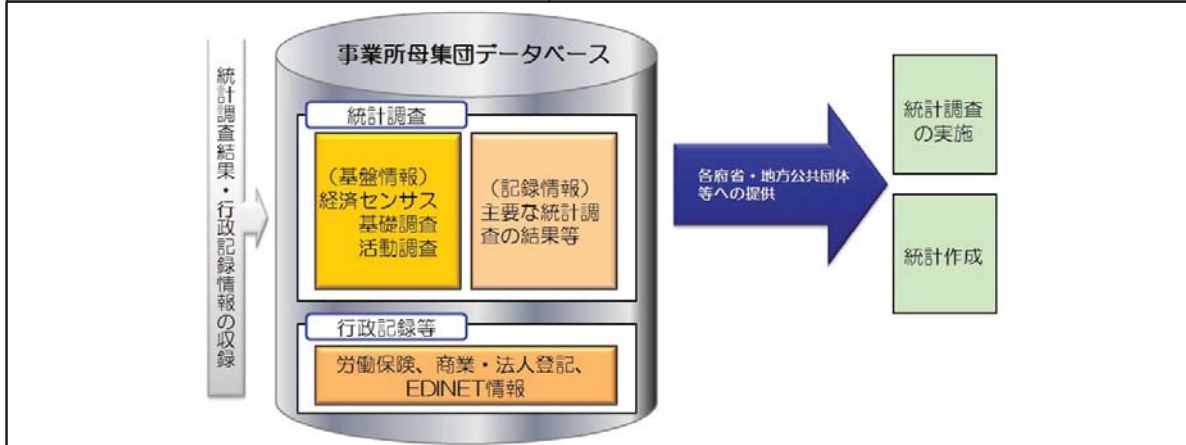 統計調査結果・行政記録情報の収録
事業所母集団データベース
統計調査
(基盤情報)
経済センサス
基礎調査
活動調査
(記録情報)
主要な統計調
査の結果等
行政記録等
労働保険、商業・法人登記、
EDINET情報
各府省・地方公共団体
等への提供
統計調査
の実施
統計作成